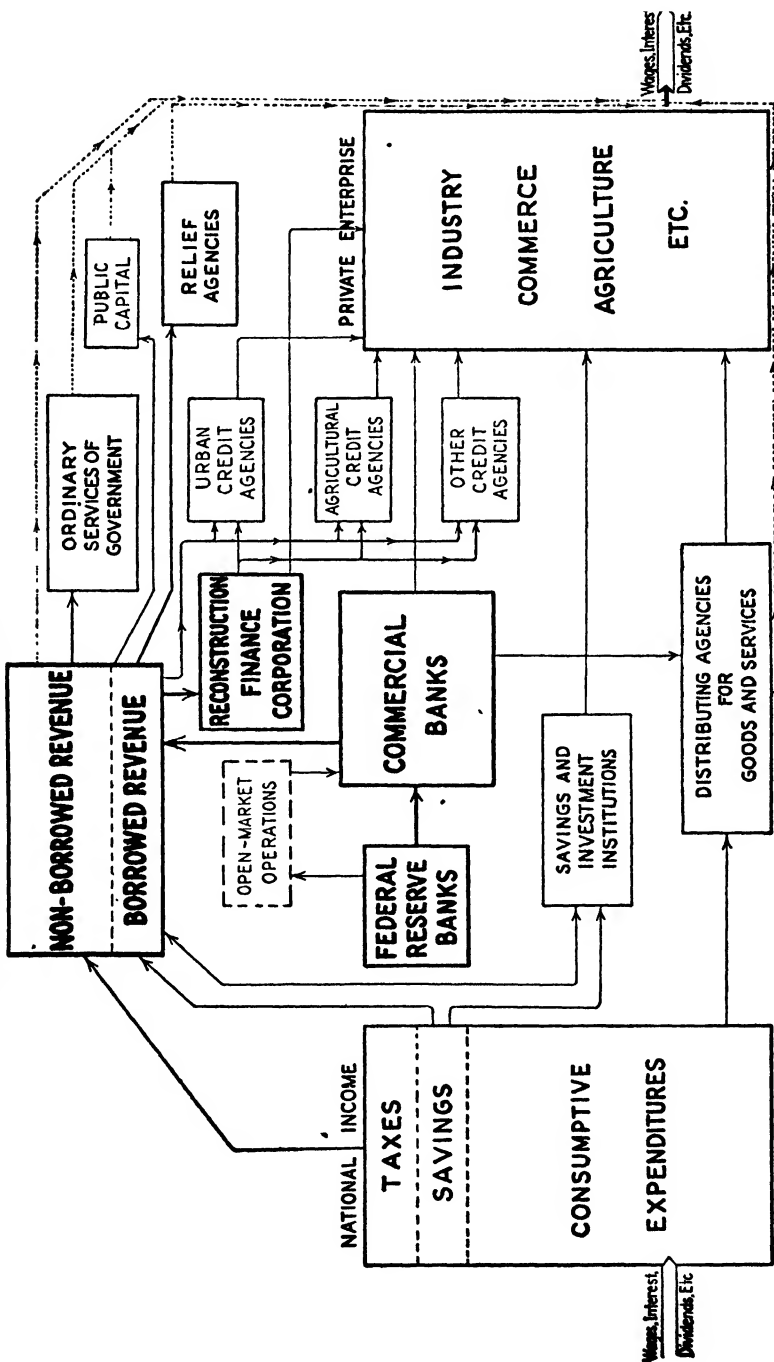 NON-BORROWED REVENUE
BORROWED REVENUE
ORDINARY
SERVICES OF
GOVERNMENT
PUBLIC
CAPITAL
RELIEF
AGENCIES
RECONSTRUCTION
FINANCE
CORPORATION
URBAN
CREDIT
AGENCIES
AGRICULTURAL
CREDIT
AGENCIES
OTHER
CREDIT
AGENCIES
OPEN-MARKET
OPERATIONS
FEDERAL
RESERVE
BANKS
COMMERCIAL
BANKS
SAVINGS AND
INVESTMENT
INSTITUTIONS
DISTRIBUTING AGENCIES
FOR
GOODS AND SERVICES
NATIONAL INCOME
TAXES
SAVINGS
CONSUMPTIVE
EXPENDITURES
Wages, Interest,
Dividends, Etc
PRIVATE ENTERPRISE
INDUSTRY
COMMERCE
AGRICULTURE
ETC.
Wages, Interes
Dividends, Etc.